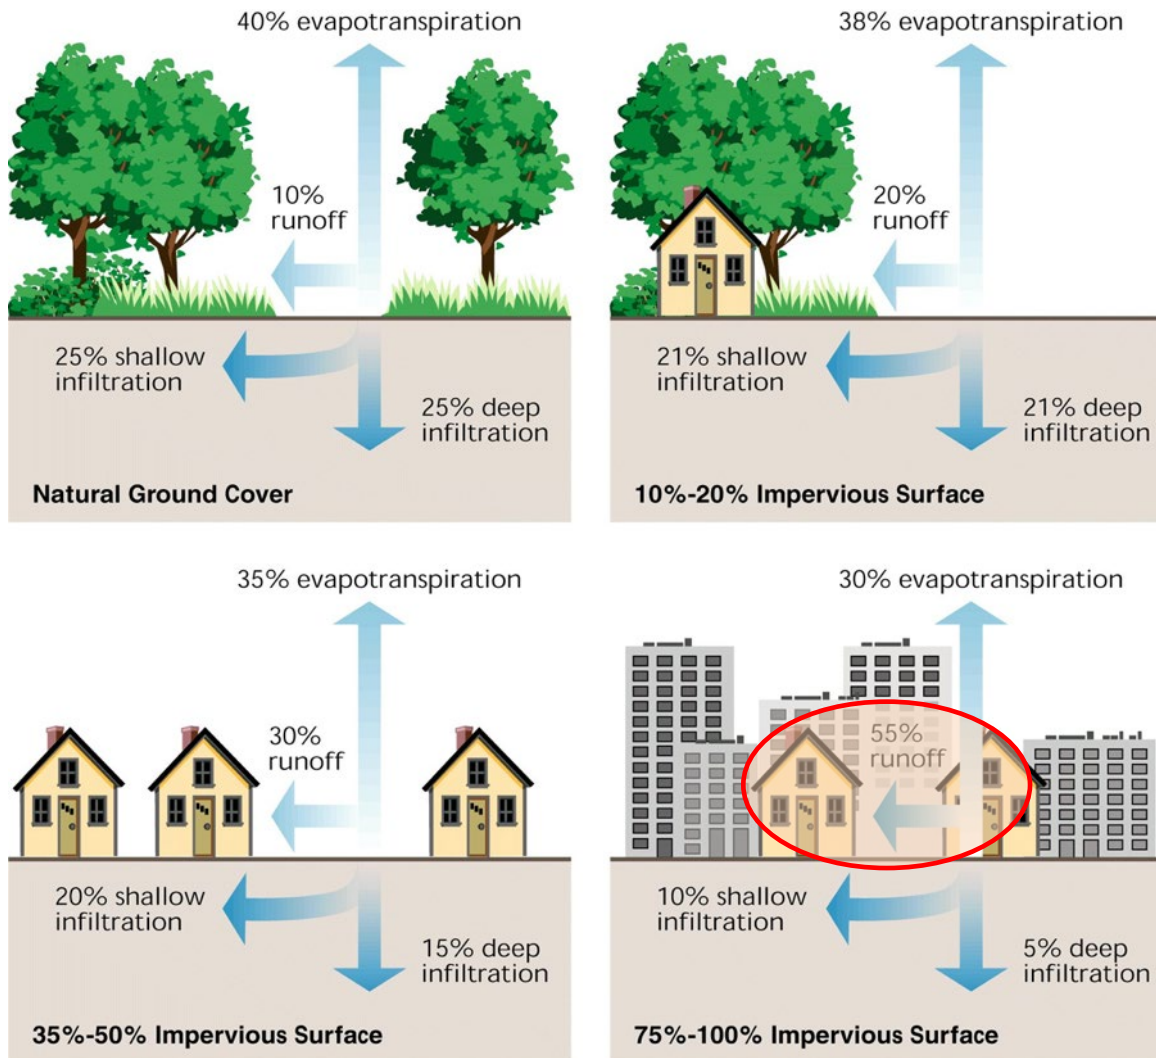 40% evapotranspiration
10%
runoff
25% shallow
infiltration
25% deep
infiltration
Natural Ground Cover
38% evapotranspiration
20%
runoff
21% shallow
infiltration
21% deep
infiltration
10%-20% Impervious Surface
35% evapotranspiration
30%
runoff
20% shallow
infiltration
15% deep
infiltration
35%-50% Impervious Surface
30% evapotranspiration
55%
runoff
10% shallow
infiltration
5% deep
infiltration
75%-100% Impervious Surface